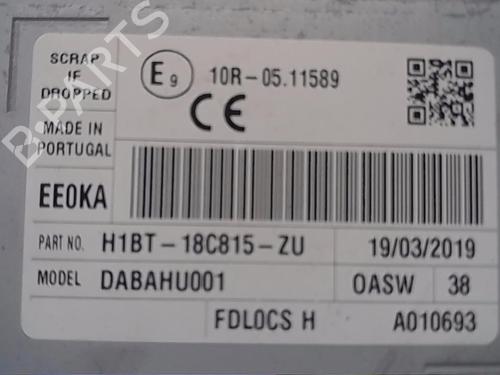 SCRAP
IF
DROPPED
E9
10R-05.11589
CE
MADE IN
PORTUGAL
B-PARTS
EE0KA
PART NO. H1BT-18C815-ZU 19/03/2019
MODEL DABAHU001 OASW 38
FDL0CS H A010693